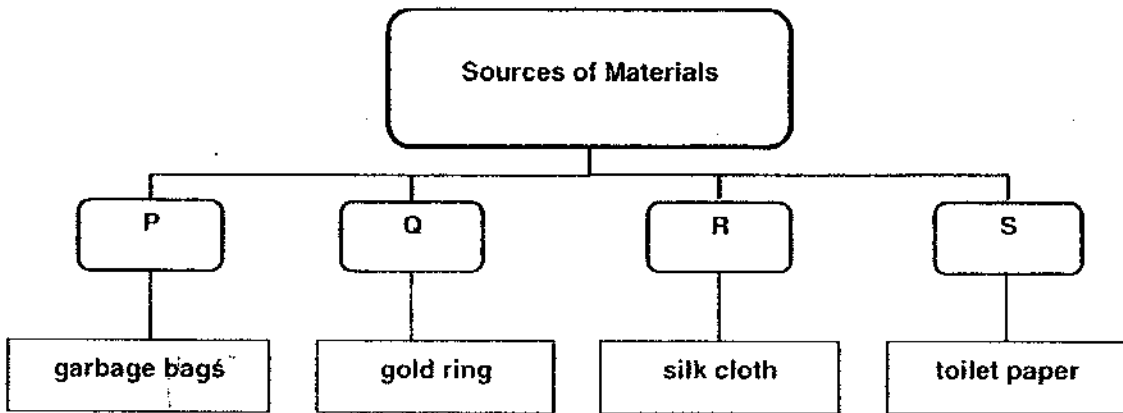 Sources of Materials
P
Q
R
S
garbage bags
gold ring
silk cloth
toilet paper